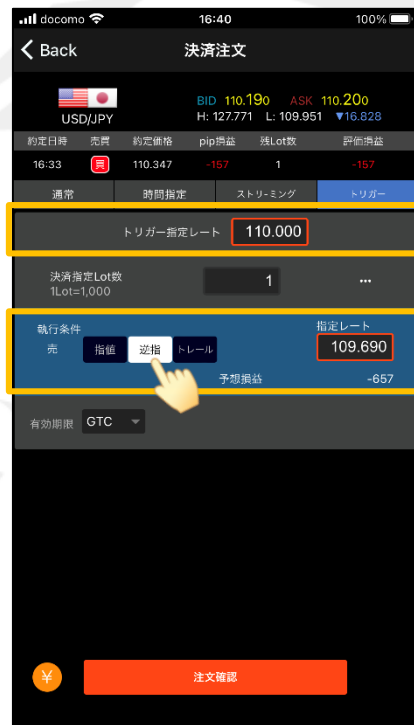 docomo 16:40 100%
Back 決済注文
BID 110.190 ASK 110.200
USD/JPY H: 127.771 L: 109.951 ▼16.828
約定日時 売買 約定価格 pip損益 残Lot数 評価損益
16:33 買 110.347 -157 1 -157
通常 時間指定 ストリーミング トリガー
トリガー指定レート 110.000
決済指定Lot数 1 ...
1Lot=1,000
執行条件 指定レート
売 指値 逆指 トレール 109.690
予想損益 -657
有効期限 GTC
¥ 注文確認